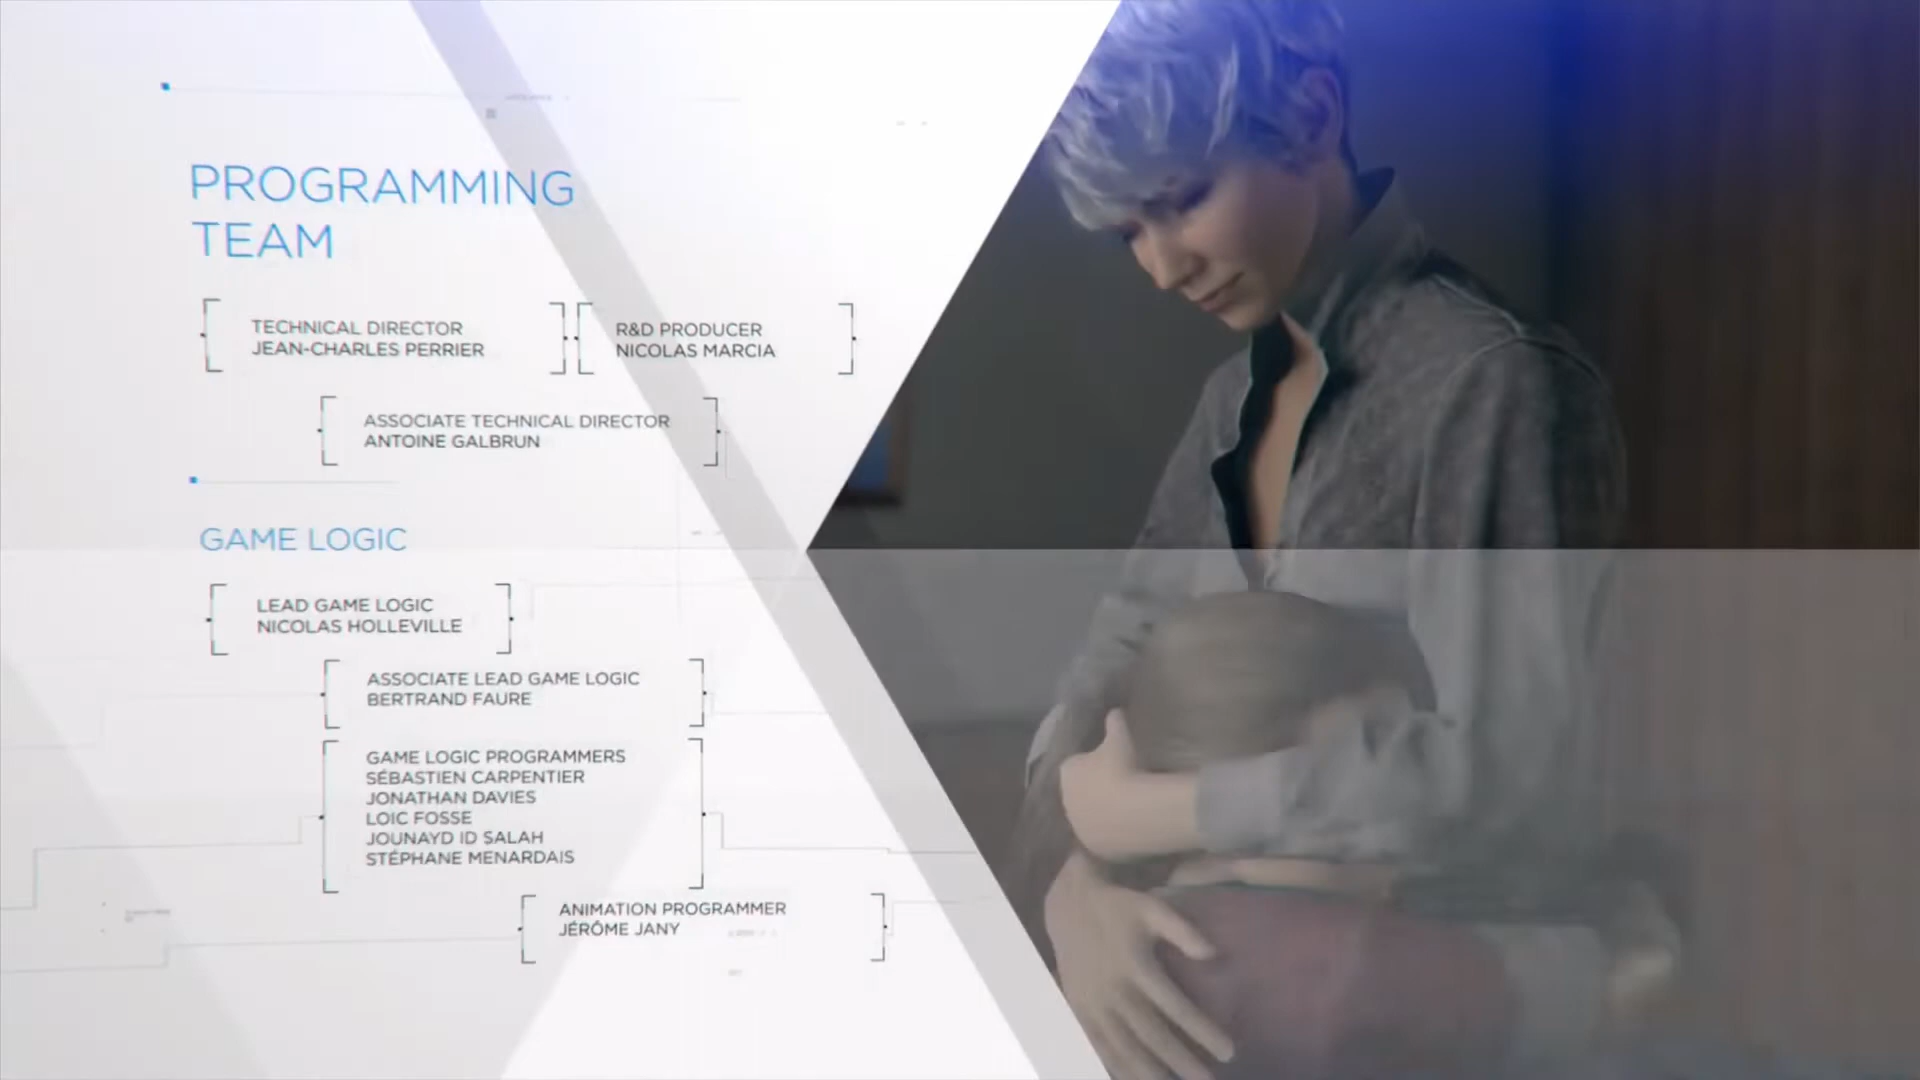 PROGRAMMING
TEAM
TECHNICAL DIRECTOR
JEAN-CHARLES PERRIER
R&D PRODUCER
NICOLAS MARCIA
ASSOCIATE TECHNICAL DIRECTOR
ANTOINE GALBRUN
GAME LOGIC
LEAD GAME LOGIC
NICOLAS HOLLEVILLE
ASSOCIATE LEAD GAME LOGIC
BERTRAND FAURE
GAME LOGIC PROGRAMMERS
SÉBASTIEN CARPENTIER
JONATHAN DAVIES
LOIC FOSSE
JOUNAYD ID SALAH
STÉPHANE MENARDAIS
ANIMATION PROGRAMMER
JÉRÔME JANY